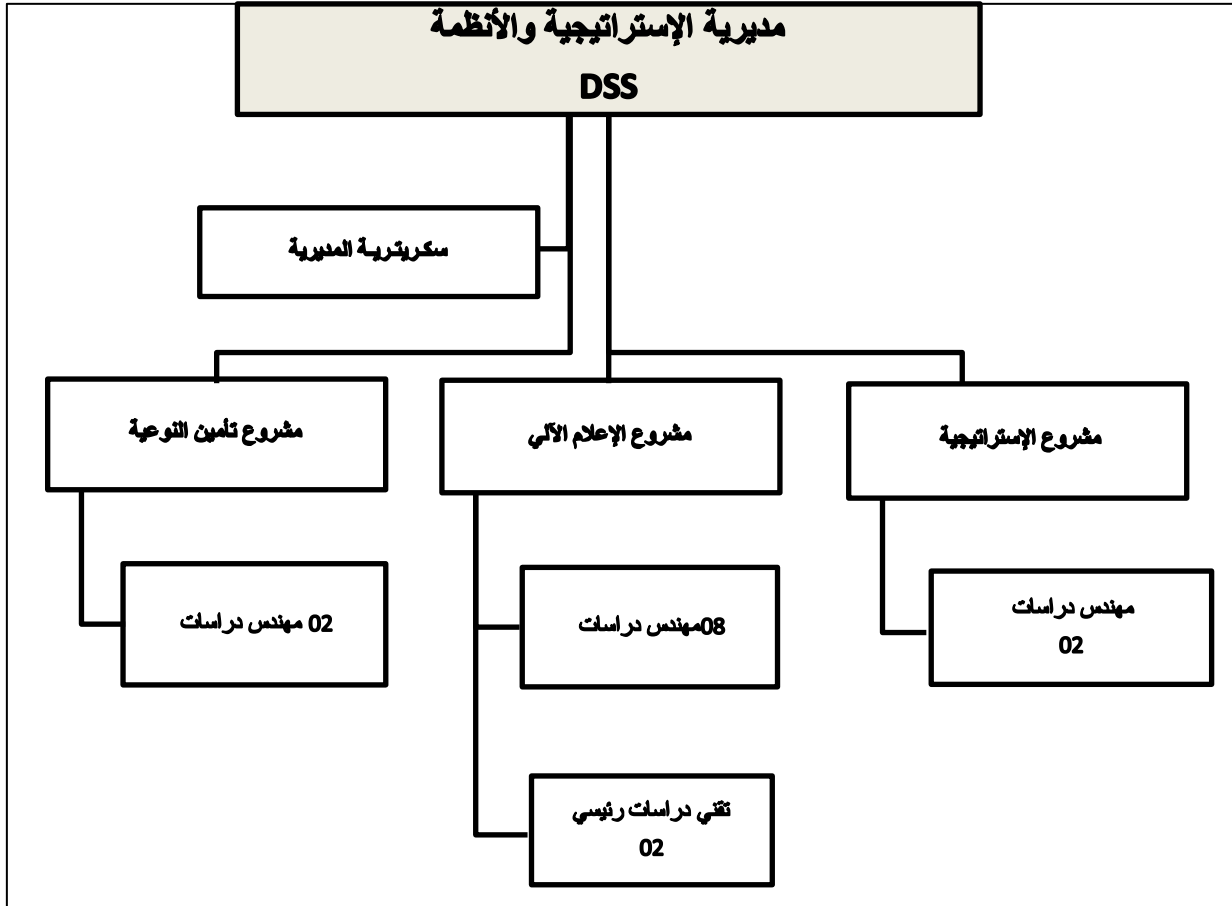 مديرية الإستراتيجية والأنظمة
DSS
سكريترية المديرية
مشروع الإستراتيجية
مشروع الإعلام الآلي
مشروع تأمين النوعية
مهندس دراسات
02
08مهندس دراسات
02 مهندس دراسات
تقني دراسات رئيسي
02